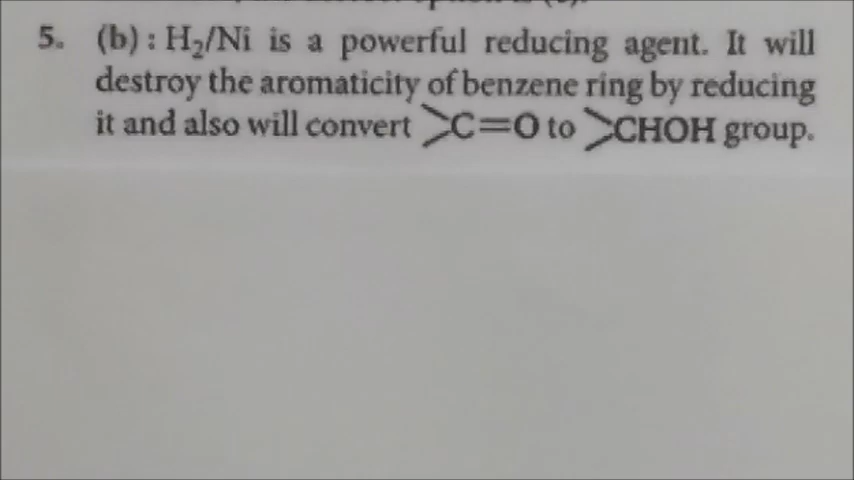 5. (b) : H₂/Ni is a powerful reducing agent. It will
destroy the aromaticity of benzene ring by reducing
it and also will convert >C=O to >CHOH group.